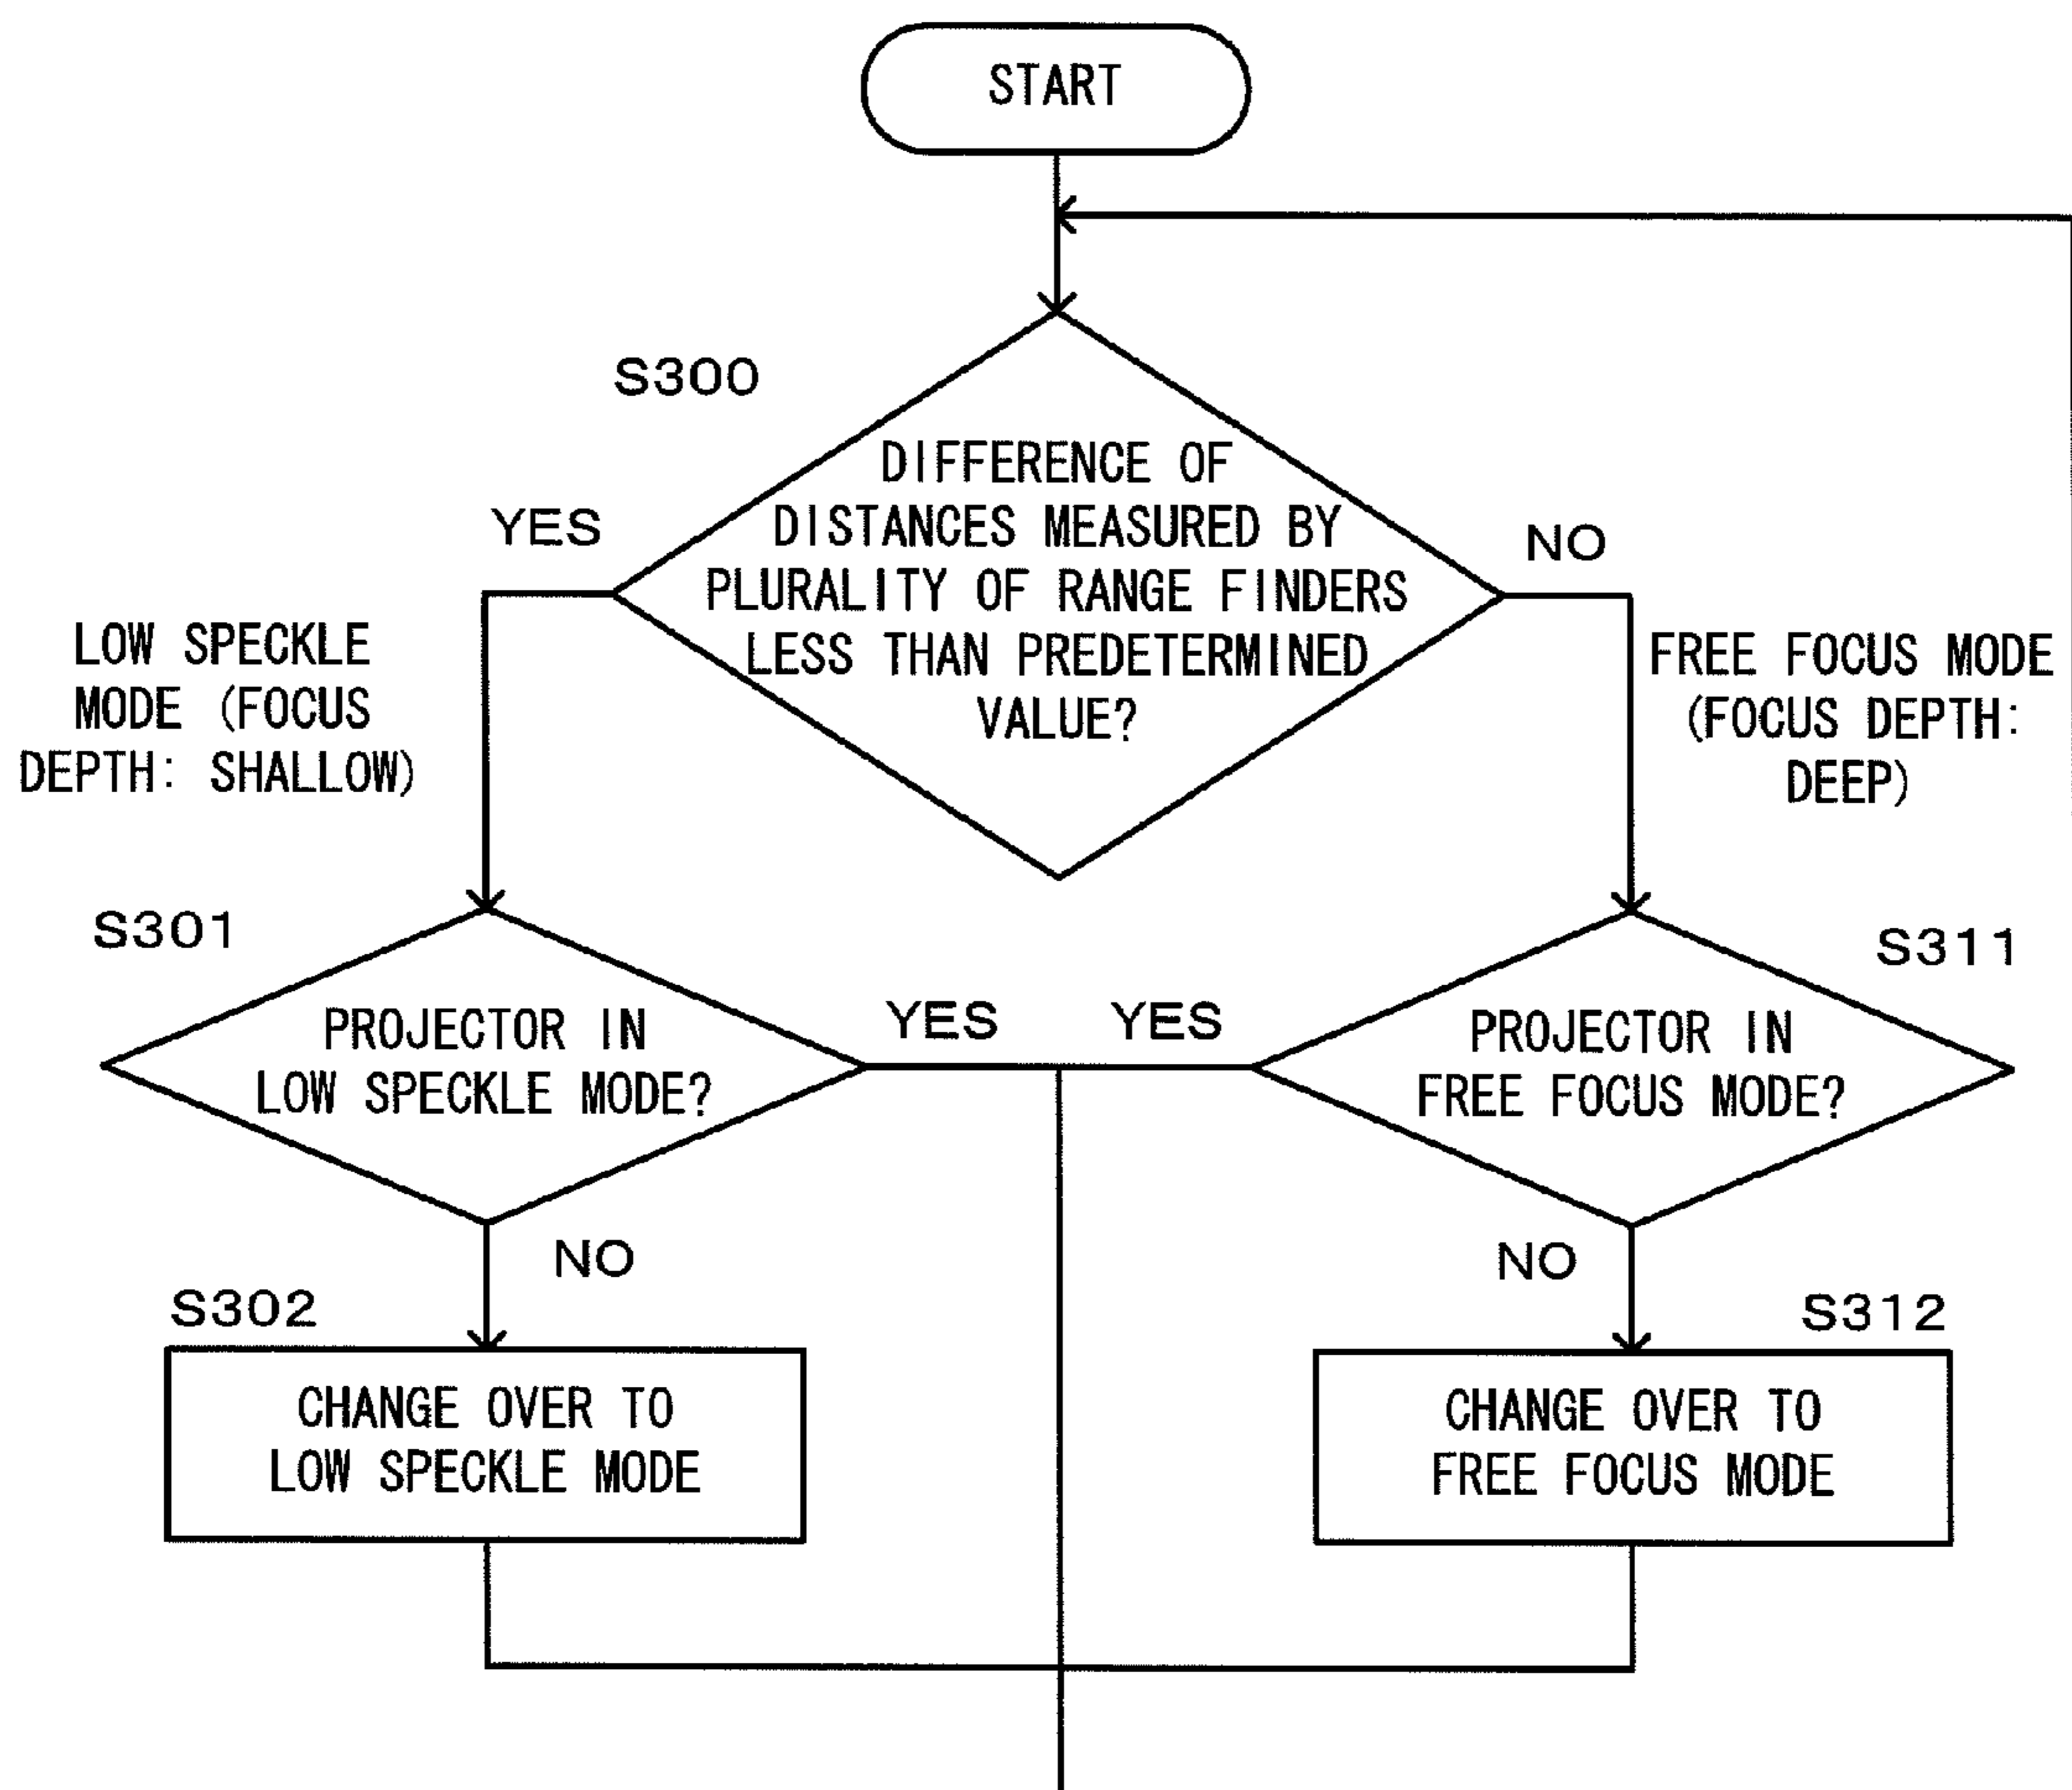 START
S300
DIFFERENCE OF
DISTANCES MEASURED BY
PLURALITY OF RANGE FINDERS
LESS THAN PREDETERMINED
VALUE?
YES
NO
LOW SPECKLE
MODE (FOCUS
DEPTH: SHALLOW)
FREE FOCUS MODE
(FOCUS DEPTH:
DEEP)
S301
PROJECTOR IN
LOW SPECKLE MODE?
YES
YES
S311
PROJECTOR IN
FREE FOCUS MODE?
NO
NO
S302
CHANGE OVER TO
LOW SPECKLE MODE
S312
CHANGE OVER TO
FREE FOCUS MODE